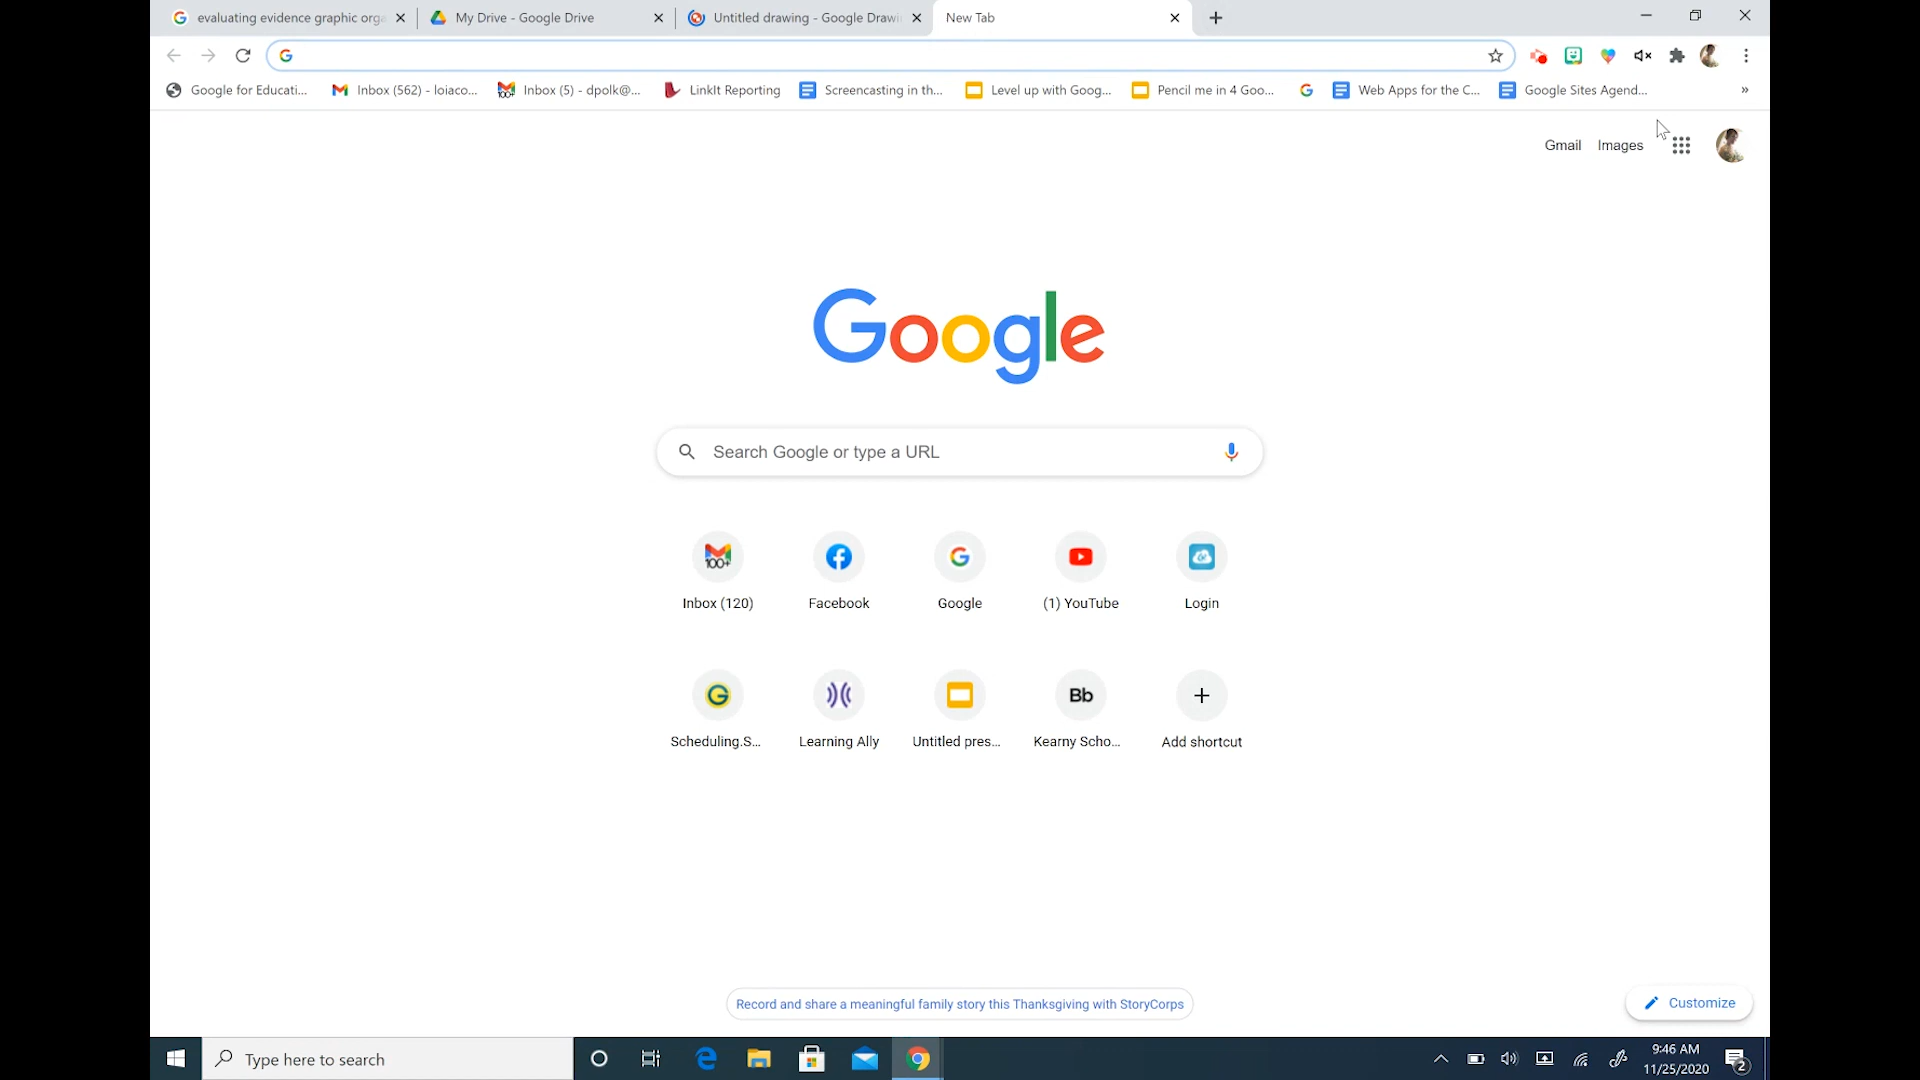 evaluating evidence graphic orga
My Drive - Google Drive
Untitled drawing - Google Drawi
New Tab
Google for Educati...
Inbox (562) - loiaco...
Inbox (5) - dpolk@...
LinkIt Reporting
Screencasting in th...
Level up with Goog...
Pencil me in 4 Goo...
Web Apps for the C...
Google Sites Agend...
Gmail
Images
Google
Search Google or type a URL
100+
Inbox (120)
Facebook
Google
(1) YouTube
Login
Scheduling.S...
Learning Ally
Untitled pres...
Bb
Kearny Scho...
Add shortcut
Record and share a meaningful family story this Thanksgiving with StoryCorps
Customize
Type here to search
9:46 AM
11/25/2020
2